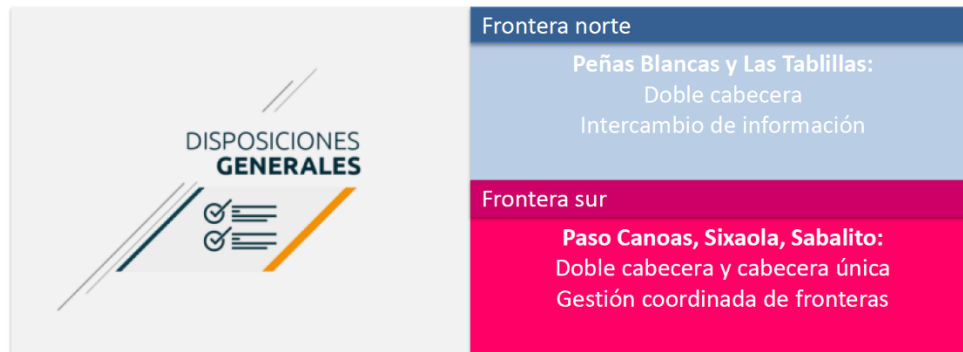 DISPOSICIONES
GENERALES
Frontera norte
Peñas Blancas y Las Tablillas:
Doble cabecera
Intercambio de información
Frontera sur
Paso Canoas, Sixaola, Sabalito:
Doble cabecera y cabecera única
Gestión coordinada de fronteras